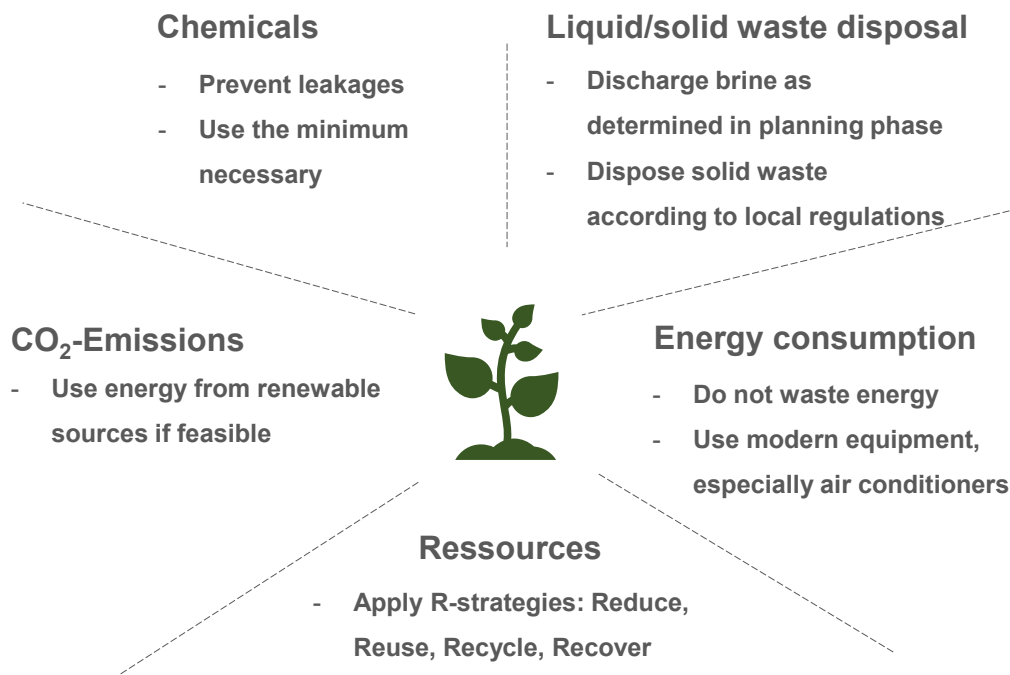 Chemicals
- Prevent leakages
- Use the minimum
necessary
Liquid/solid waste disposal
- Discharge brine as
determined in planning phase
- Dispose solid waste
according to local regulations
CO₂-Emissions
- Use energy from renewable
sources if feasible
Energy consumption
- Do not waste energy
- Use modern equipment,
especially air conditioners
Ressources
- Apply R-strategies: Reduce,
Reuse, Recycle, Recover